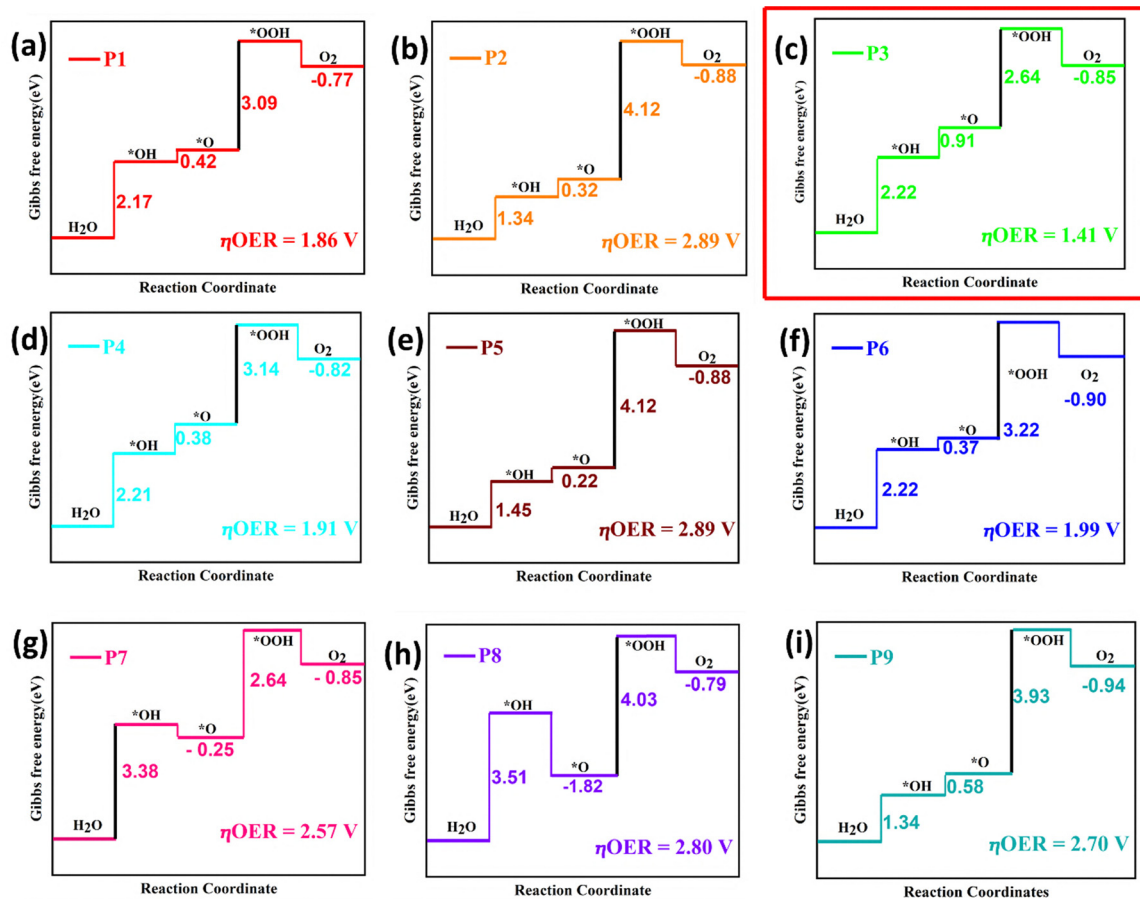 (a)
P1
*OOH
O2
-0.77
3.09
*OH
*O
0.42
2.17
H2O
ηOER = 1.86 V
Gibbs free energy(eV)
Reaction Coordinate
(b)
P2
*OOH
O2
-0.88
4.12
*OH
*O
0.32
1.34
H2O
ηOER = 2.89 V
Gibbs free energy(eV)
Reaction Coordinate
(c)
P3
*OOH
O2
-0.85
2.64
*O
0.91
*OH
2.22
H2O
ηOER = 1.41 V
Gibbs free energy(eV)
Reaction Coordinate
(d)
P4
*OOH
O2
-0.82
3.14
*O
0.38
*OH
2.21
H2O
ηOER = 1.91 V
Gibbs free energy(eV)
Reaction Coordinate
(e)
P5
*OOH
O2
-0.88
4.12
*O
0.22
*OH
1.45
H2O
ηOER = 2.89 V
Gibbs free energy(eV)
Reaction Coordinate
(f)
P6
*OOH
O2
-0.90
3.22
*O
0.37
*OH
2.22
H2O
ηOER = 1.99 V
Gibbs free energy(eV)
Reaction Coordinate
(g)
P7
*OOH
O2
- 0.85
2.64
*OH
*O
- 0.25
3.38
H2O
ηOER = 2.57 V
Gibbs free energy(eV)
Reaction Coordinate
(h)
P8
*OOH
O2
-0.79
4.03
*OH
*O
-1.82
3.51
H2O
ηOER = 2.80 V
Gibbs free energy(eV)
Reaction Coordinate
(i)
P9
*OOH
O2
-0.94
3.93
*O
0.58
*OH
1.34
H2O
ηOER = 2.70 V
Gibbs free energy(eV)
Reaction Coordinates